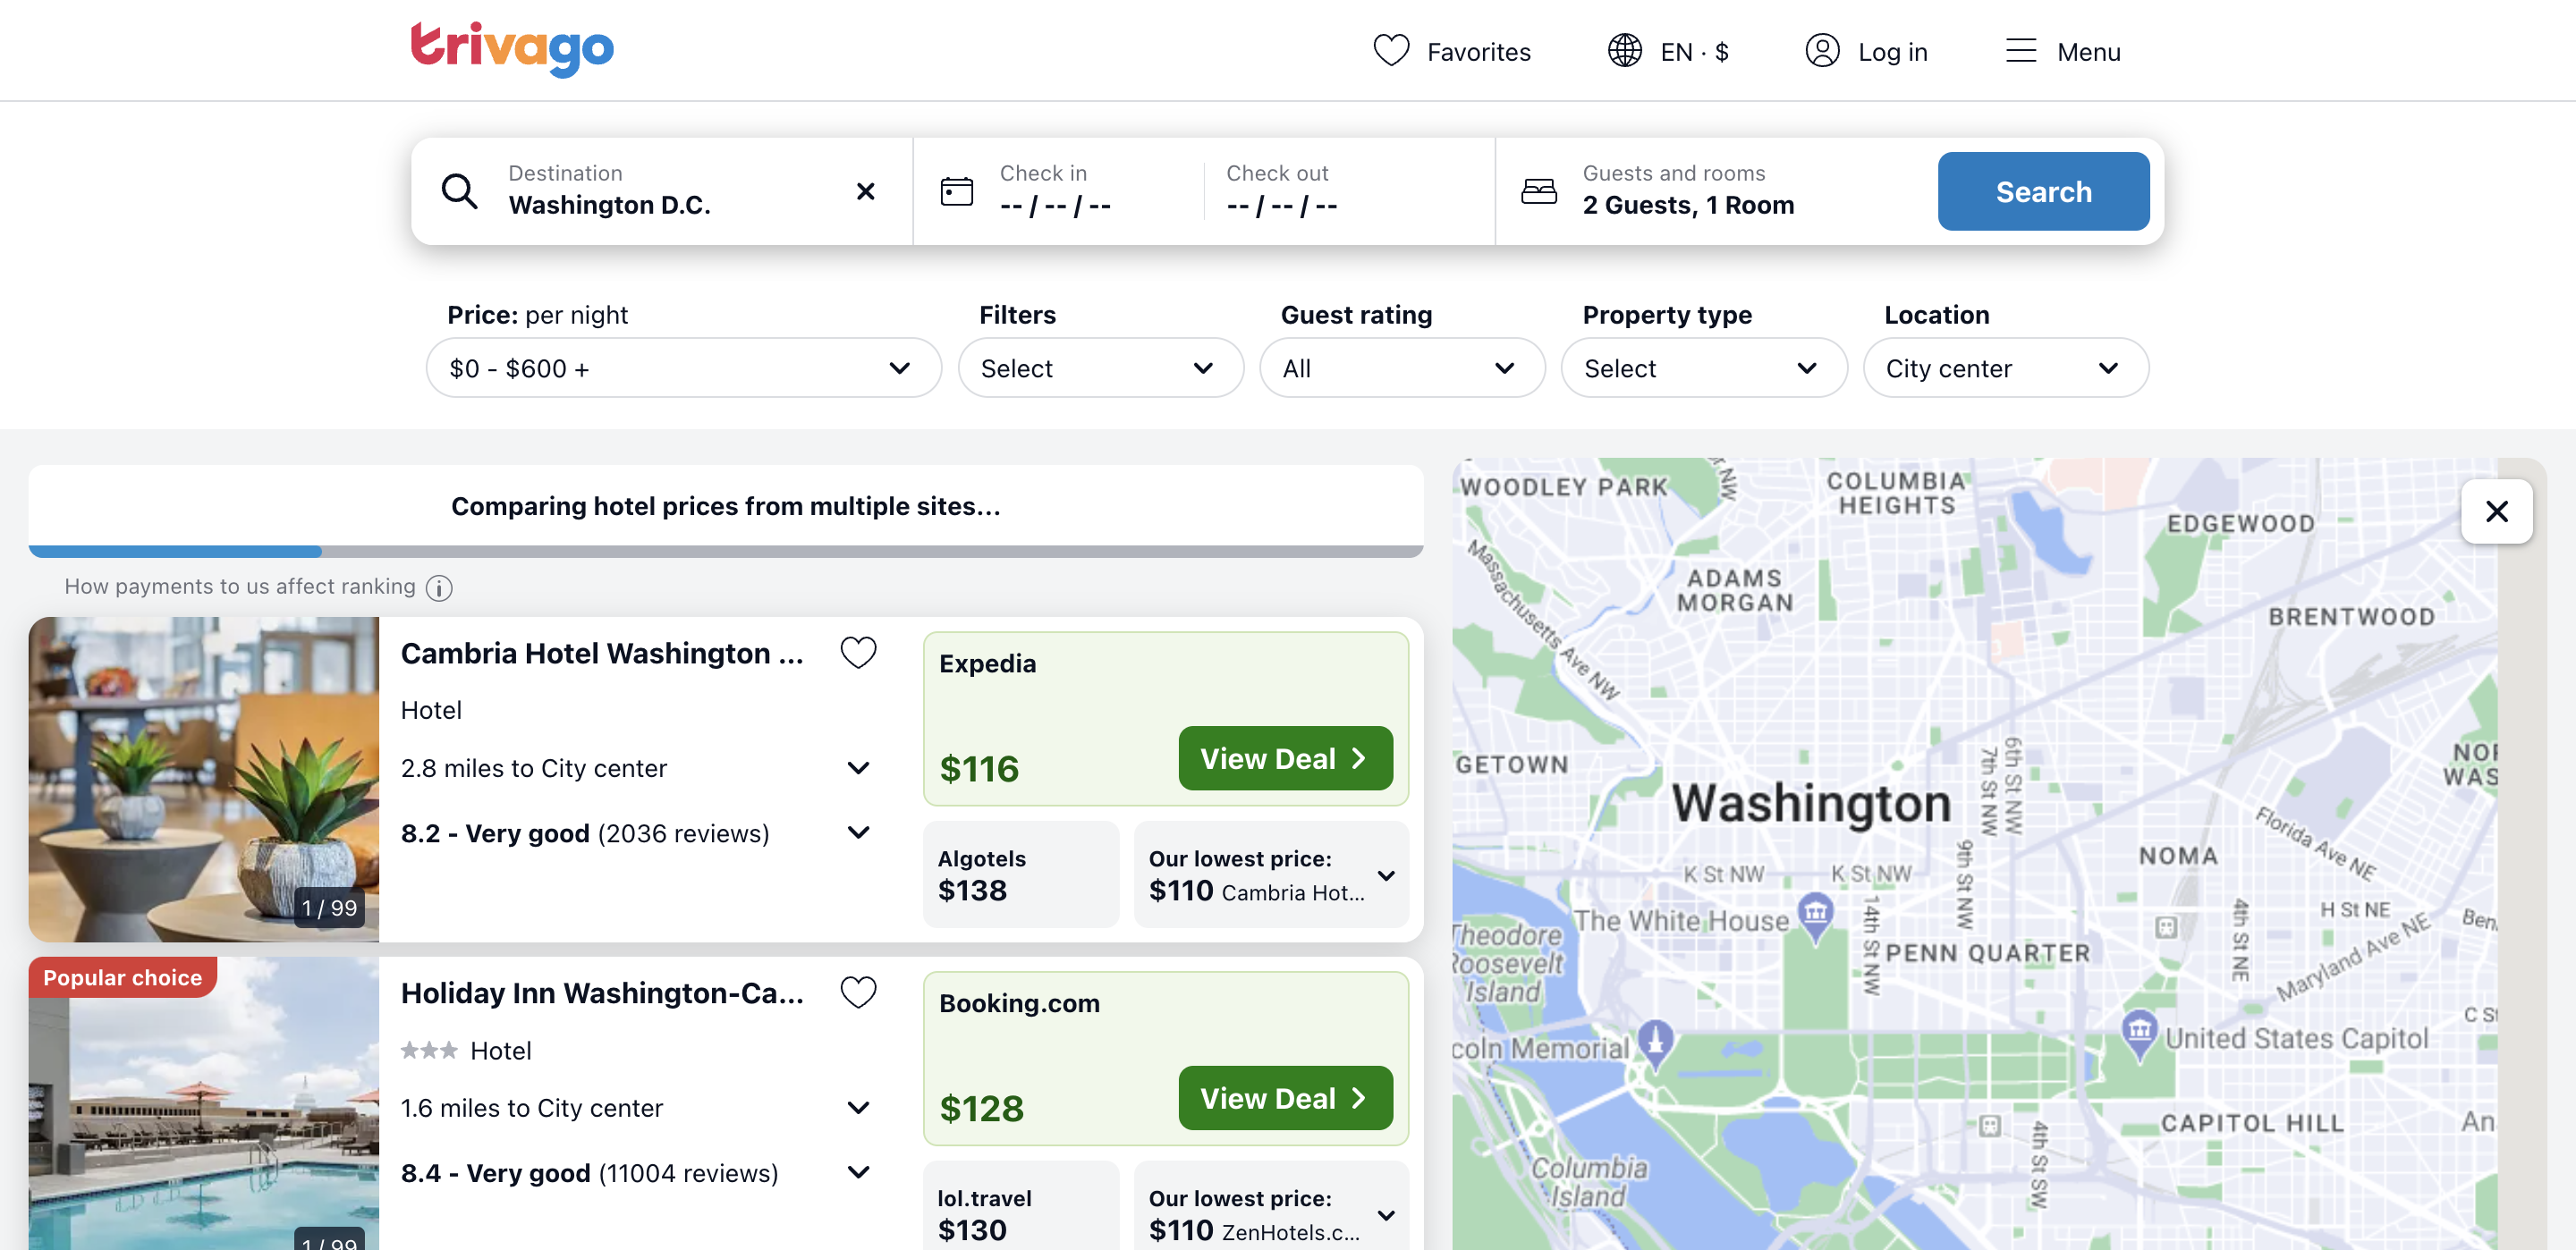 trivago
Favorites
EN · $
Log in
Menu
Destination
Washington D.C.
Check in
-- / -- / --
Check out
-- / -- / --
Guests and rooms
2 Guests, 1 Room
Search
Price: per night
$0 - $600 +
Filters
Select
Guest rating
All
Property type
Select
Location
City center
Comparing hotel prices from multiple sites...
How payments to us affect ranking
Cambria Hotel Washington ...
Hotel
2.8 miles to City center
8.2 - Very good (2036 reviews)
1 / 99
Expedia
$116
View Deal
Algotels
$138
Our lowest price:
$110 Cambria Hot...
Popular choice
Holiday Inn Washington-Ca...
Hotel
1.6 miles to City center
8.4 - Very good (11004 reviews)
1 / 99
Booking.com
$128
View Deal
lol.travel
$130
Our lowest price:
$110 ZenHotels.c...
WOODLEY PARK
COLUMBIA
HEIGHTS
EDGEWOOD
Massachusetts Ave NW
ADAMS
MORGAN
BRENTWOOD
GETOWN
Washington
7th St NW
6th St NW
NOR
WAS
Florida Ave NE
NOMA
K St NW
K St NW
9th St NW
The White House
14th St NW
PENN QUARTER
4th St NE
H St NE
Ben
Maryland Ave NE
Theodore
Roosevelt
Island
coln Memorial
United States Capitol
C St
CAPITOL HILL
An
4th St SW
Columbia
Island